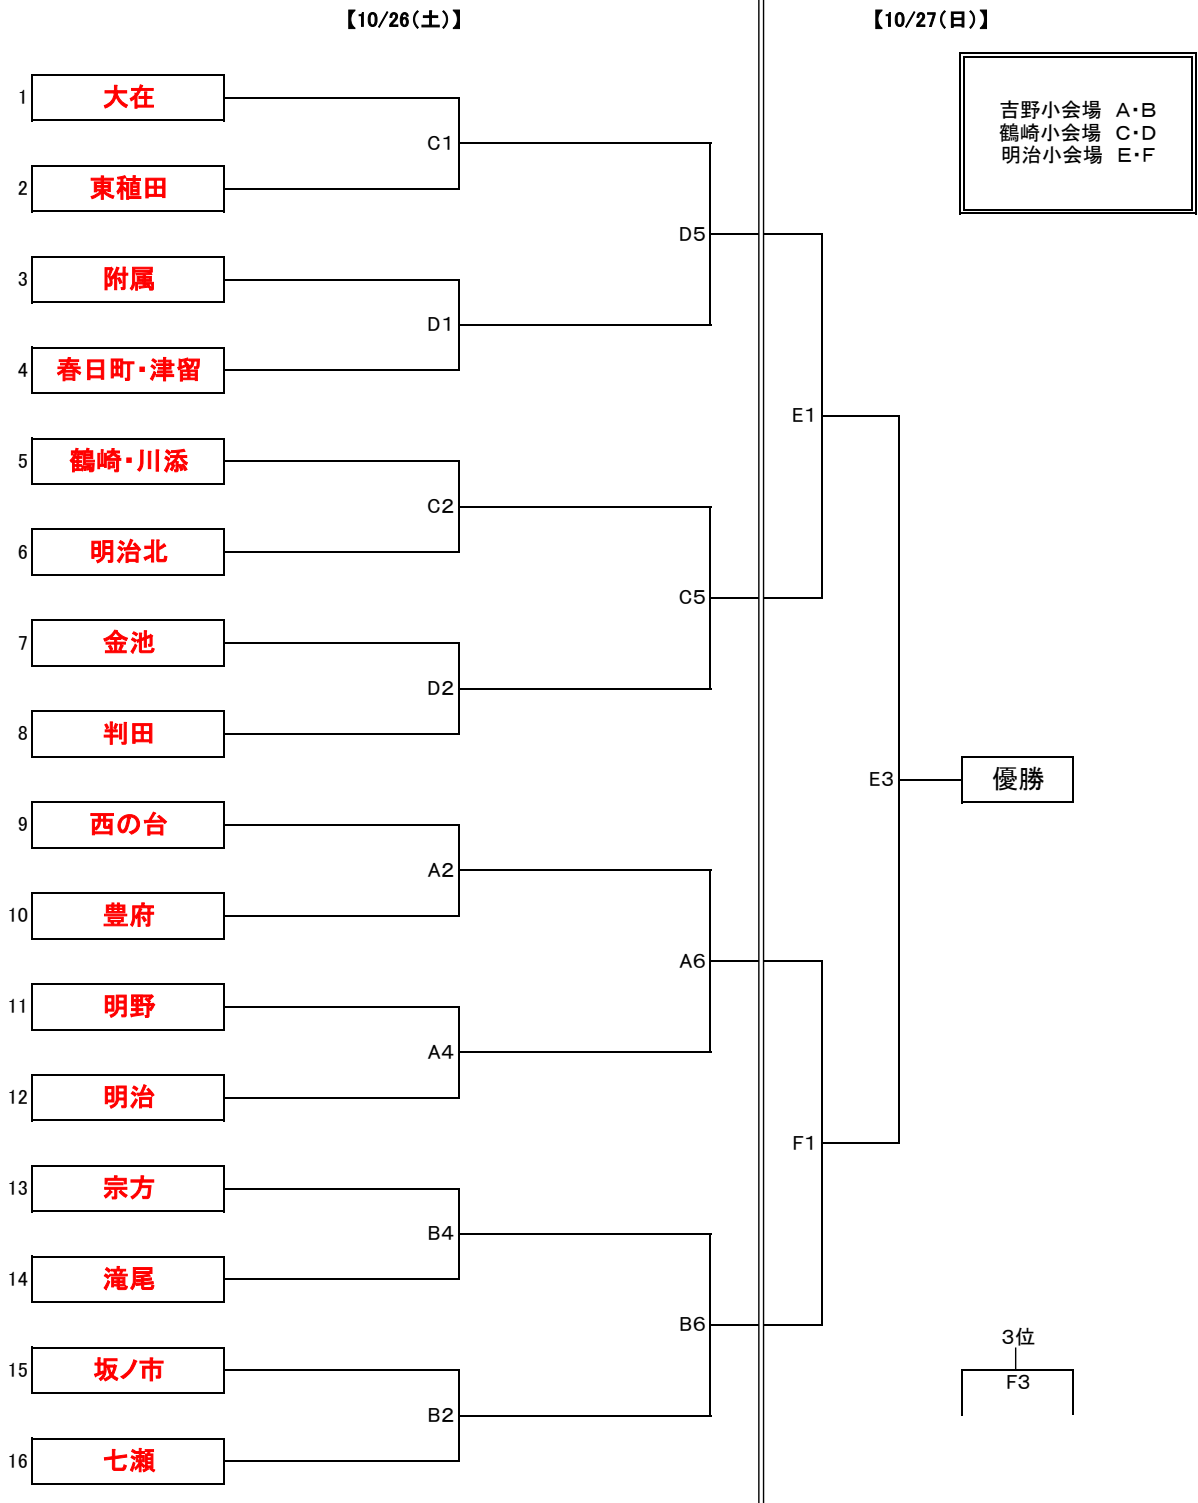 【10/26(土)】
【10/27(日)】
吉野小会場 A・B
鶴崎小会場 C・D
明治小会場 E・F
1 大在
C1
2 東稙田
D5
3 附属
D1
4 春日町・津留
E1
5 鶴崎・川添
C2
6 明治北
C5
7 金池
D2
8 判田
E3 優勝
9 西の台
A2
10 豊府
A6
11 明野
A4
12 明治
F1
13 宗方
B4
14 滝尾
B6
3位
15 坂ノ市
F3
B2
16 七瀬